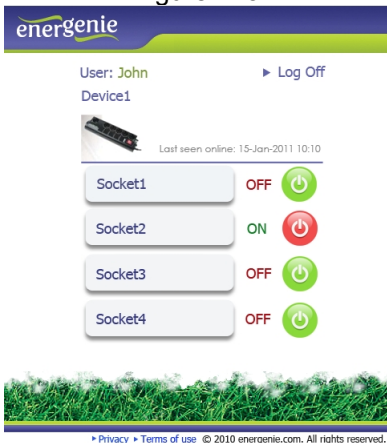 energenie
User: John ▶ Log Off
Device1
Last seen online: 15-Jan-2011 10:10
Socket1 OFF
Socket2 ON
Socket3 OFF
Socket4 OFF
▶ Privacy ▶ Terms of use © 2010 energenie.com. All rights reserved.